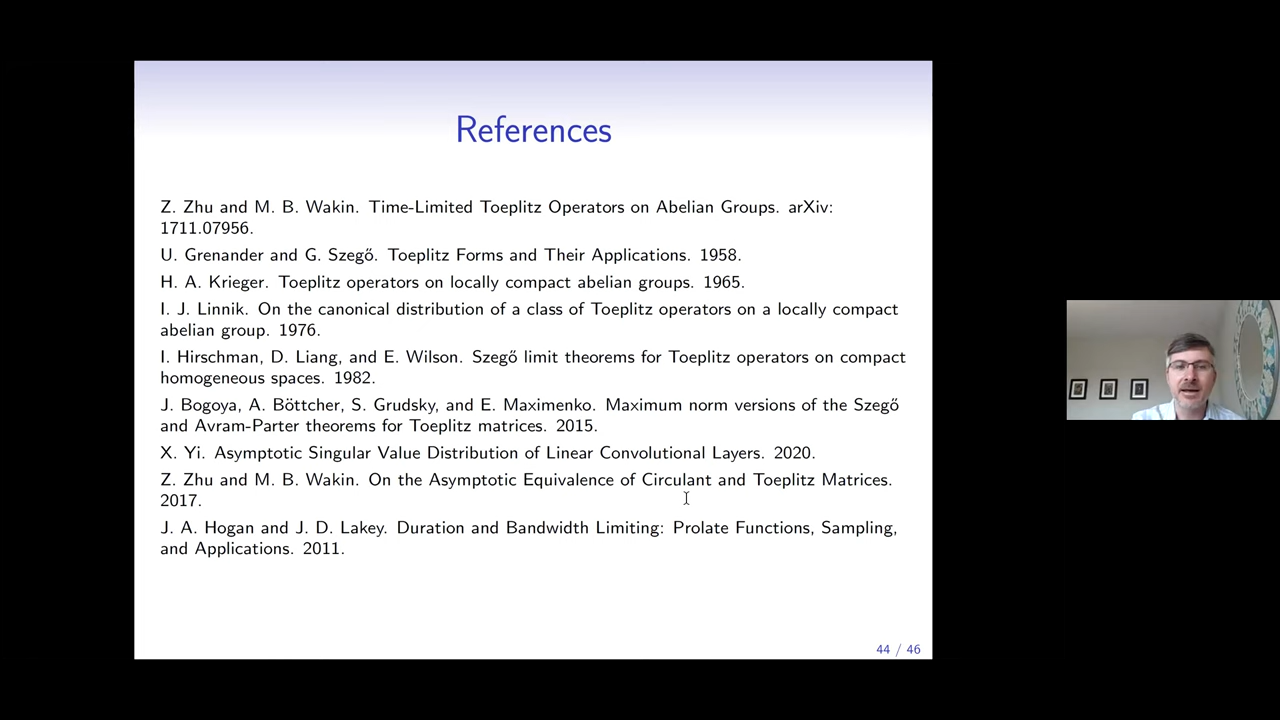 References
Z. Zhu and M. B. Wakin. Time-Limited Toeplitz Operators on Abelian Groups. arXiv:
1711.07956.
U. Grenander and G. Szegő. Toeplitz Forms and Their Applications. 1958.
H. A. Krieger. Toeplitz operators on locally compact abelian groups. 1965.
I. J. Linnik. On the canonical distribution of a class of Toeplitz operators on a locally compact
abelian group. 1976.
I. Hirschman, D. Liang, and E. Wilson. Szegő limit theorems for Toeplitz operators on compact
homogeneous spaces. 1982.
J. Bogoya, A. Böttcher, S. Grudsky, and E. Maximenko. Maximum norm versions of the Szegő
and Avram-Parter theorems for Toeplitz matrices. 2015.
X. Yi. Asymptotic Singular Value Distribution of Linear Convolutional Layers. 2020.
Z. Zhu and M. B. Wakin. On the Asymptotic Equivalence of Circulant and Toeplitz Matrices.
2017.
J. A. Hogan and J. D. Lakey. Duration and Bandwidth Limiting: Prolate Functions, Sampling,
and Applications. 2011.
44 / 46